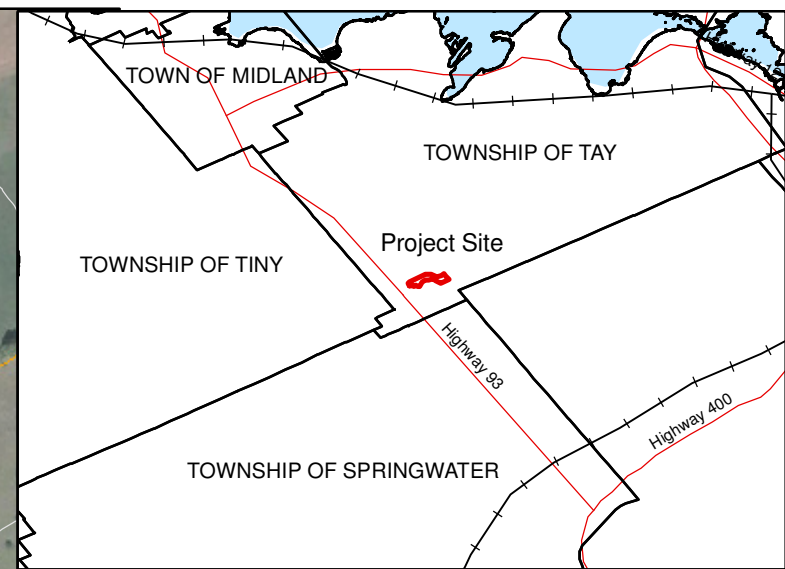 TOWN OF MIDLAND
TOWNSHIP OF TAY
Project Site
TOWNSHIP OF TINY
Highway 93
Highway 400
TOWNSHIP OF SPRINGWATER